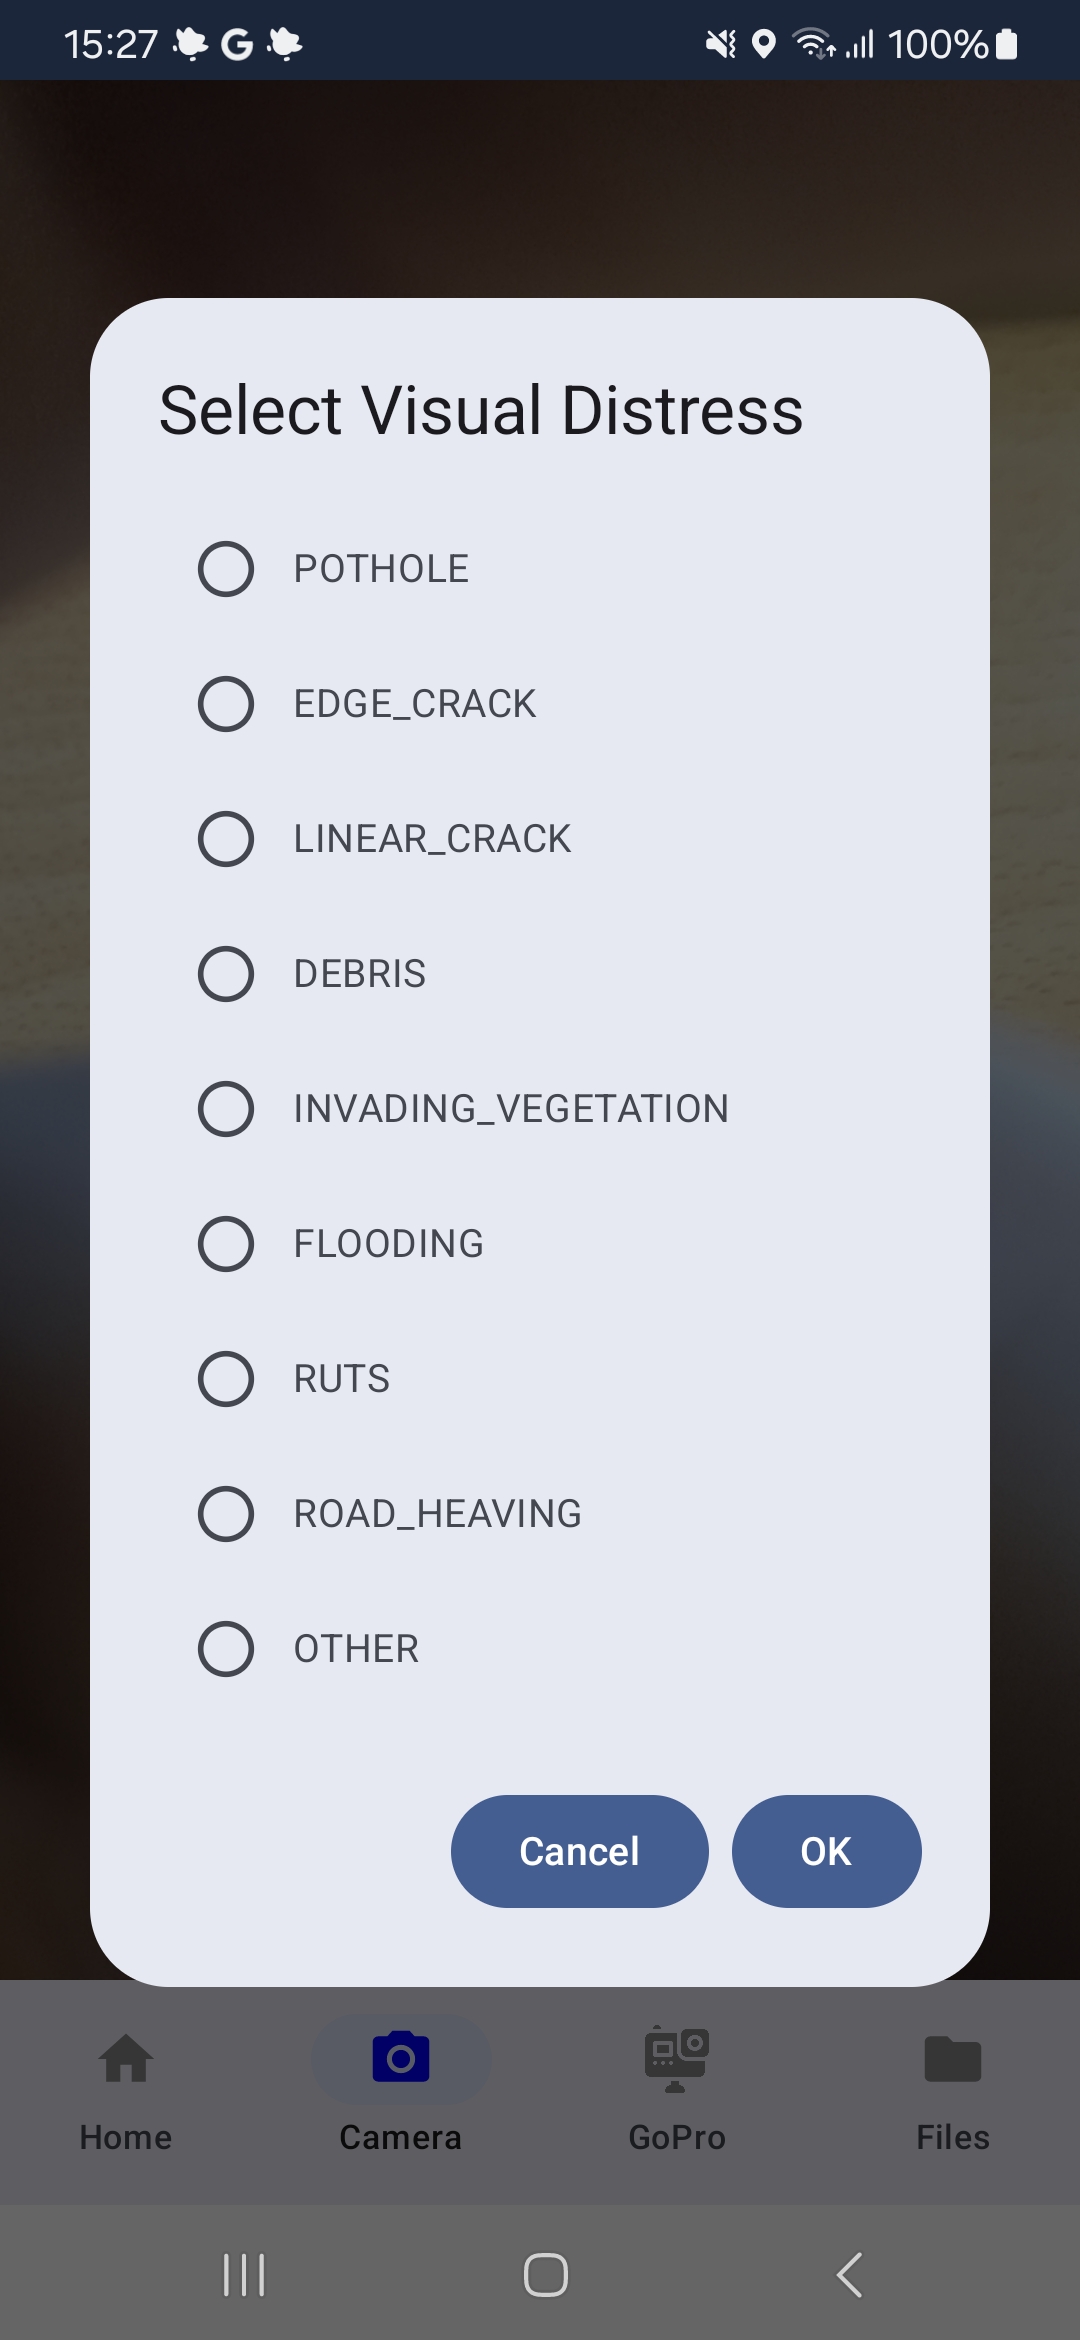 15:27 G 100%
Select Visual Distress
POTHOLE
EDGE_CRACK
LINEAR_CRACK
DEBRIS
INVADING_VEGETATION
FLOODING
RUTS
ROAD_HEAVING
OTHER
Cancel OK
Home Camera GoPro Files